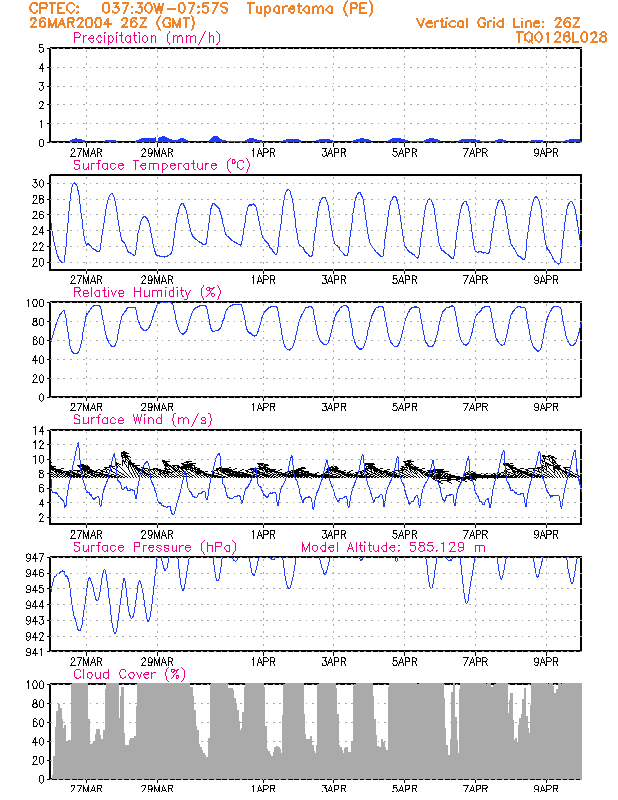 CPTEC: 037:30W-07:57S Tuparetama (PE)
26MAR2004 26Z (GMT) Vertical Grid Line: 26Z
Precipitation (mm/h) TQ0126L028
5
4
3
2
1
0
27MAR 29MAR 1APR 3APR 5APR 7APR 9APR
Surface Temperature (°C)
30
28
26
24
22
20
27MAR 29MAR 1APR 3APR 5APR 7APR 9APR
Relative Humidity (%)
100
80
60
40
20
0
27MAR 29MAR 1APR 3APR 5APR 7APR 9APR
Surface Wind (m/s)
14
12
10
8
6
4
2
27MAR 29MAR 1APR 3APR 5APR 7APR 9APR
Surface Pressure (hPa) Model Altitude: 585.129 m
947
946
945
944
943
942
941
27MAR 29MAR 1APR 3APR 5APR 7APR 9APR
Cloud Cover (%)
100
80
60
40
20
0
27MAR 29MAR 1APR 3APR 5APR 7APR 9APR